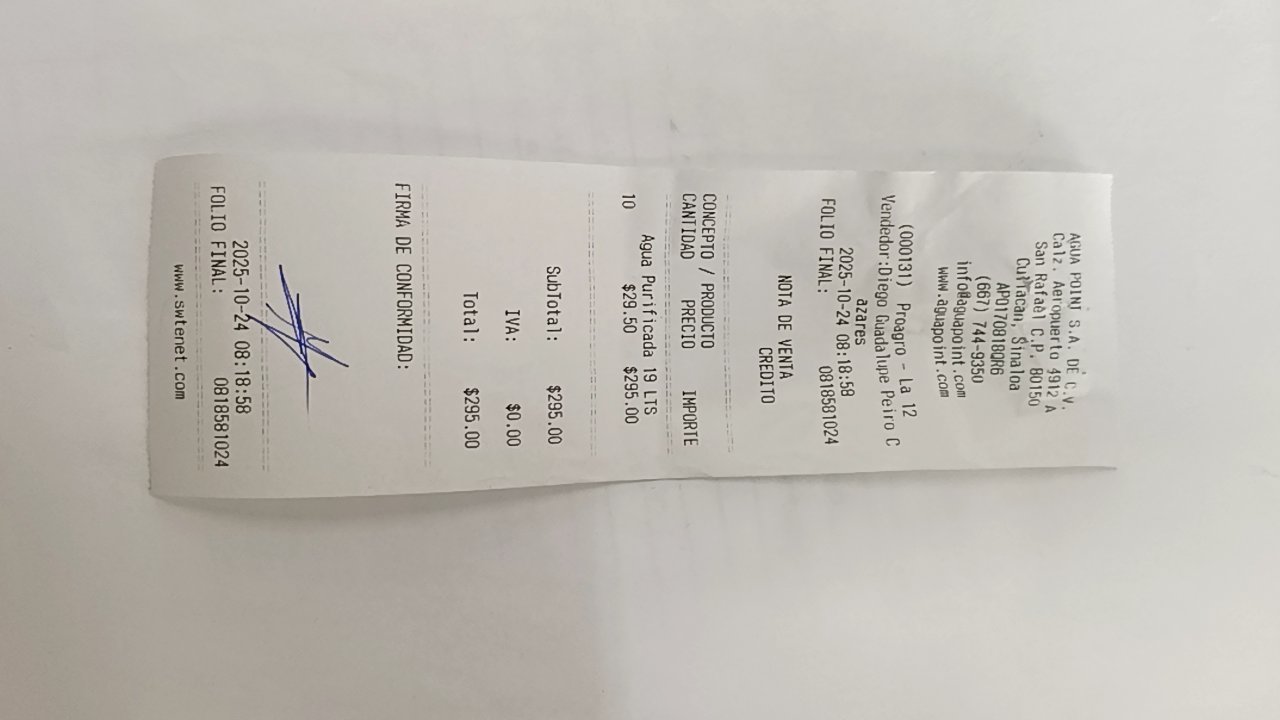 AGUA POINT S.A. DE C.V.
Calz. Aeropuerto 4912 A
San Rafael C.P. 80150
Culiacan, Sinaloa
APO170818QR6
(667) 744-9350
info@aguapoint.com
www.aguapoint.com
(000131) Proagro - La 12
Vendedor:Diego Guadalupe Peiro C
azares
2025-10-24 08:18:58
FOLIO FINAL: 0818581024
NOTA DE VENTA
CREDITO
CONCEPTO / PRODUCTO
CANTIDAD PRECIO IMPORTE
Agua Purificada 19 LTS
10 $29.50 $295.00
SubTotal: $295.00
IVA: $0.00
Total: $295.00
FIRMA DE CONFORMIDAD:
2025-10-24 08:18:58
FOLIO FINAL: 0818581024
www.swtenet.com